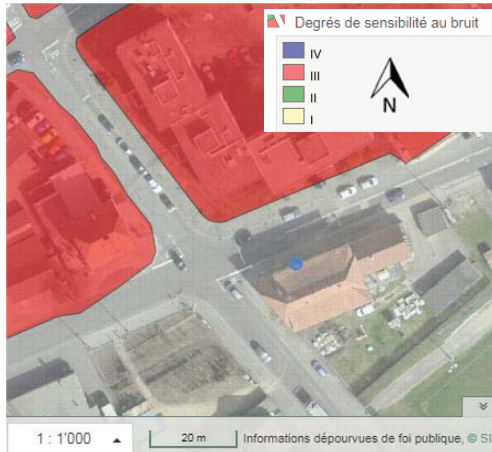 Degrés de sensibilité au bruit
IV
III
II
I
N
1 : 1'000
20 m
Informations dépourvues de foi publique, © SI